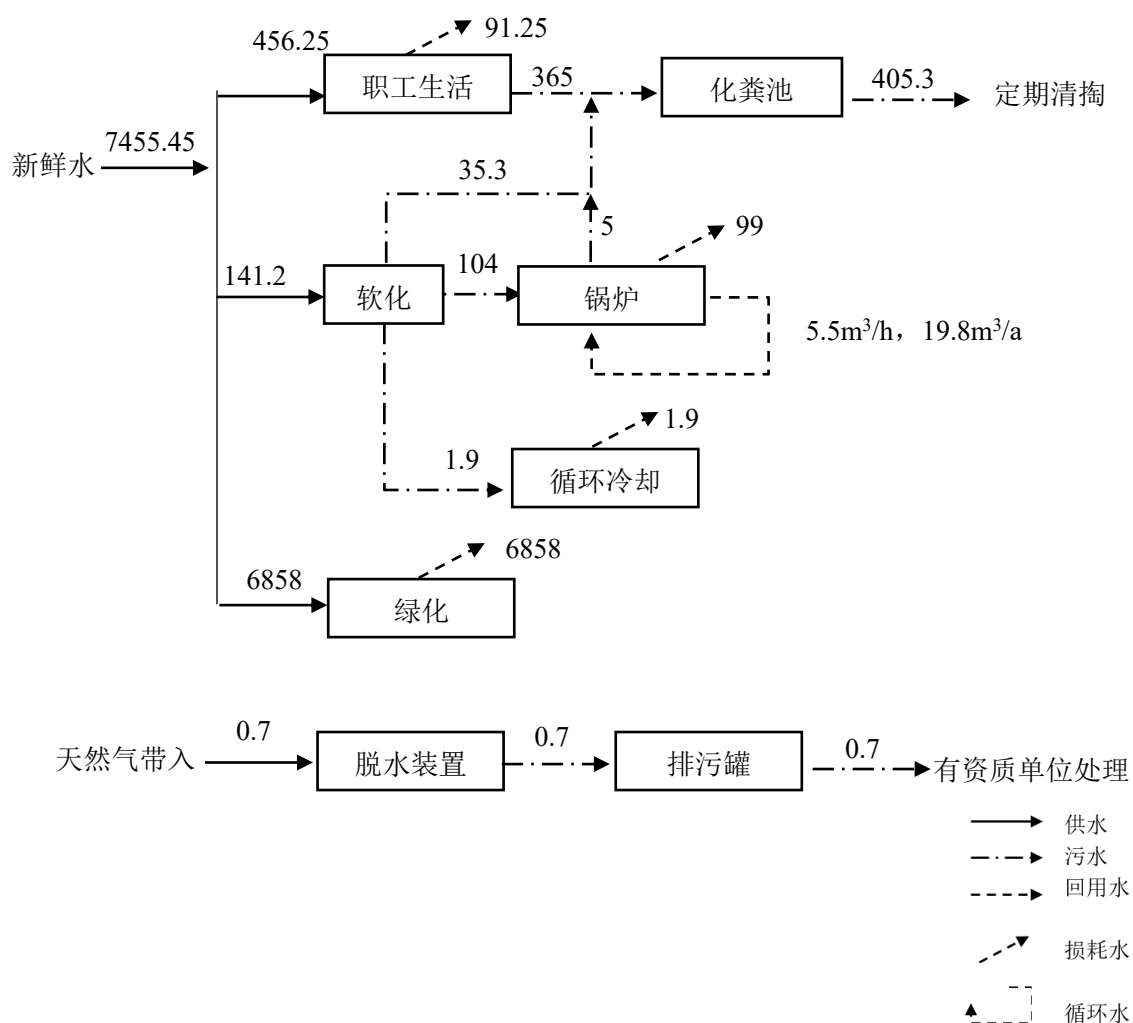 91.25
456.25
职工生活
365
化粪池
405.3
定期清掏
7455.45
新鲜水
35.3
5
99
141.2
软化
104
锅炉
5.5m³/h，19.8m³/a
1.9
1.9
循环冷却
6858
6858
绿化
天然气带入
0.7
脱水装置
0.7
排污罐
0.7
有资质单位处理
供水
污水
回用水
损耗水
循环水